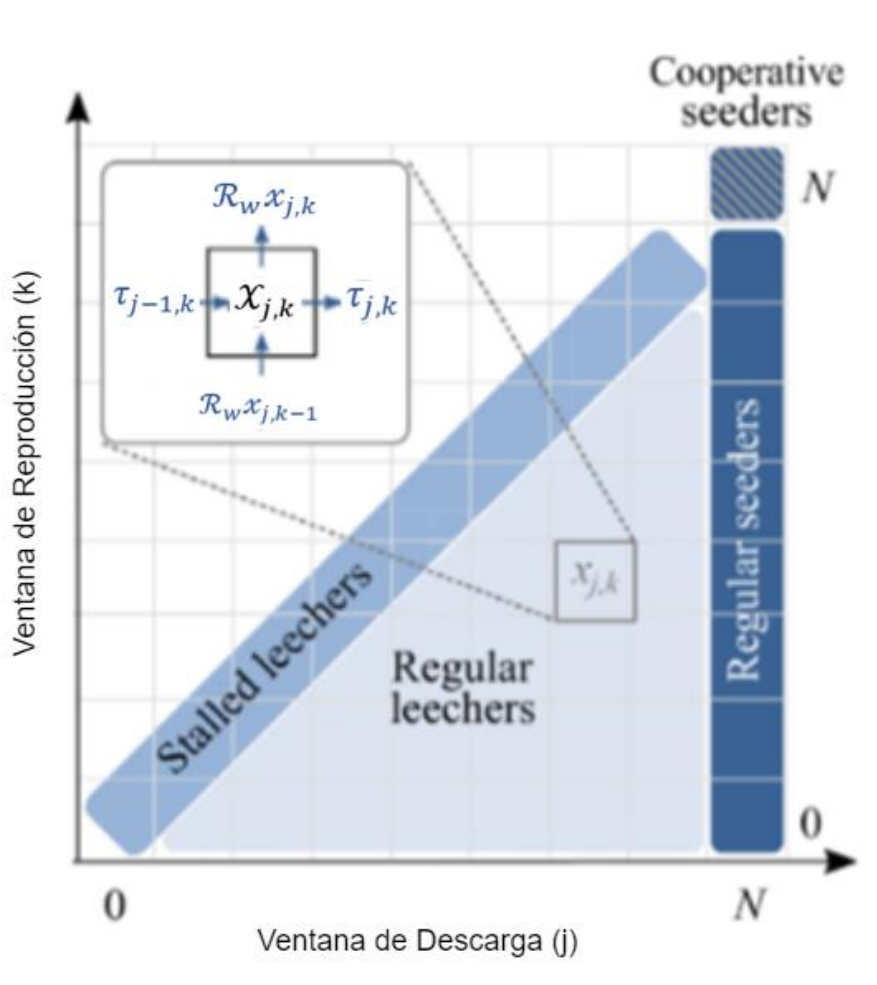 Cooperative
seeders
N
ℛ_w x_{j,k}
τ_{j−1,k} x_{j,k} τ_{j,k}
ℛ_w x_{j,k−1}
Ventana de Reproducción (k)
Stalled leechers
Regular
leechers
x_{j,k}
Regular seeders
0
0
N
Ventana de Descarga (j)